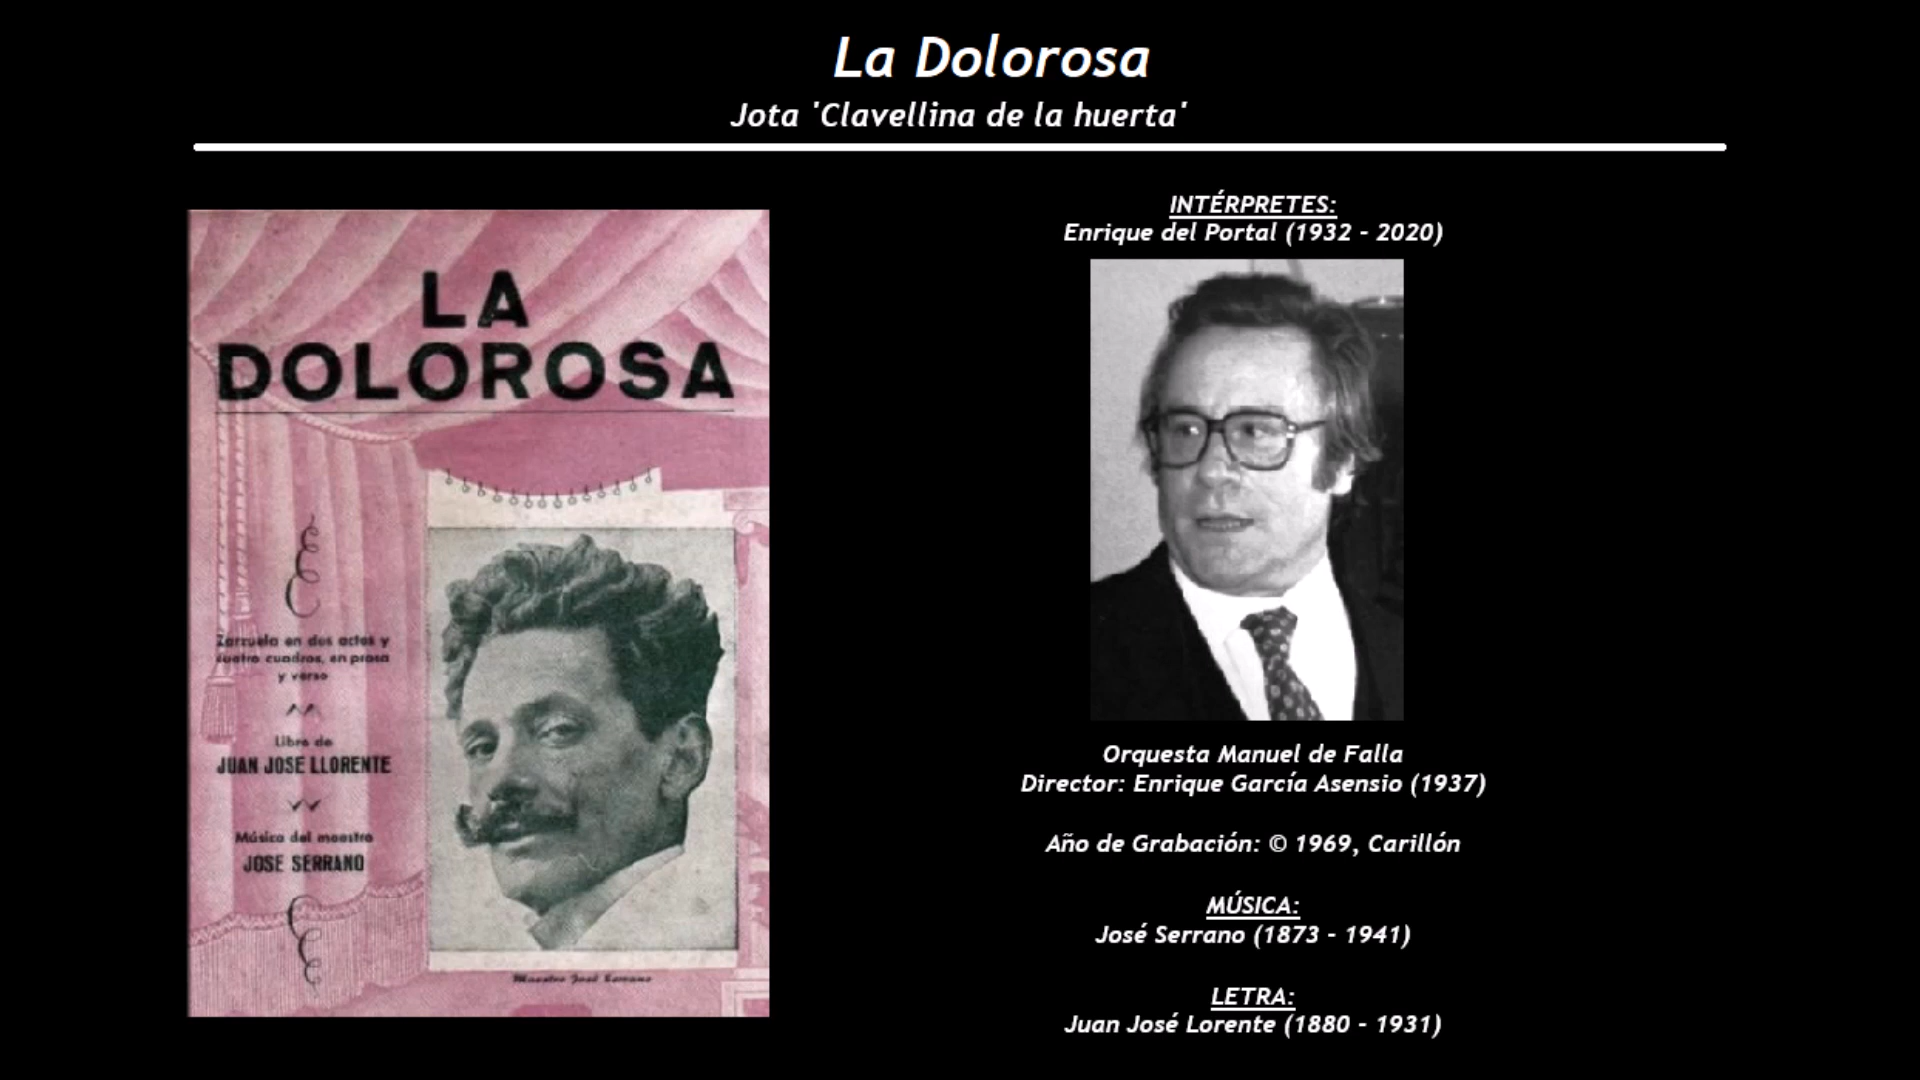 La Dolorosa
Jota 'Clavellina de la huerta'
LA
DOLOROSA
Zarzuela en dos actos y
cuatro cuadros, en prosa
y verso
Libro de
JUAN JOSE LLORENTE
Música del maestro
JOSE SERRANO
Maestro José Serrano
INTÉRPRETES:
Enrique del Portal (1932 - 2020)
Orquesta Manuel de Falla
Director: Enrique García Asensio (1937)
Año de Grabación: © 1969, Carillón
MÚSICA:
José Serrano (1873 - 1941)
LETRA:
Juan José Lorente (1880 - 1931)